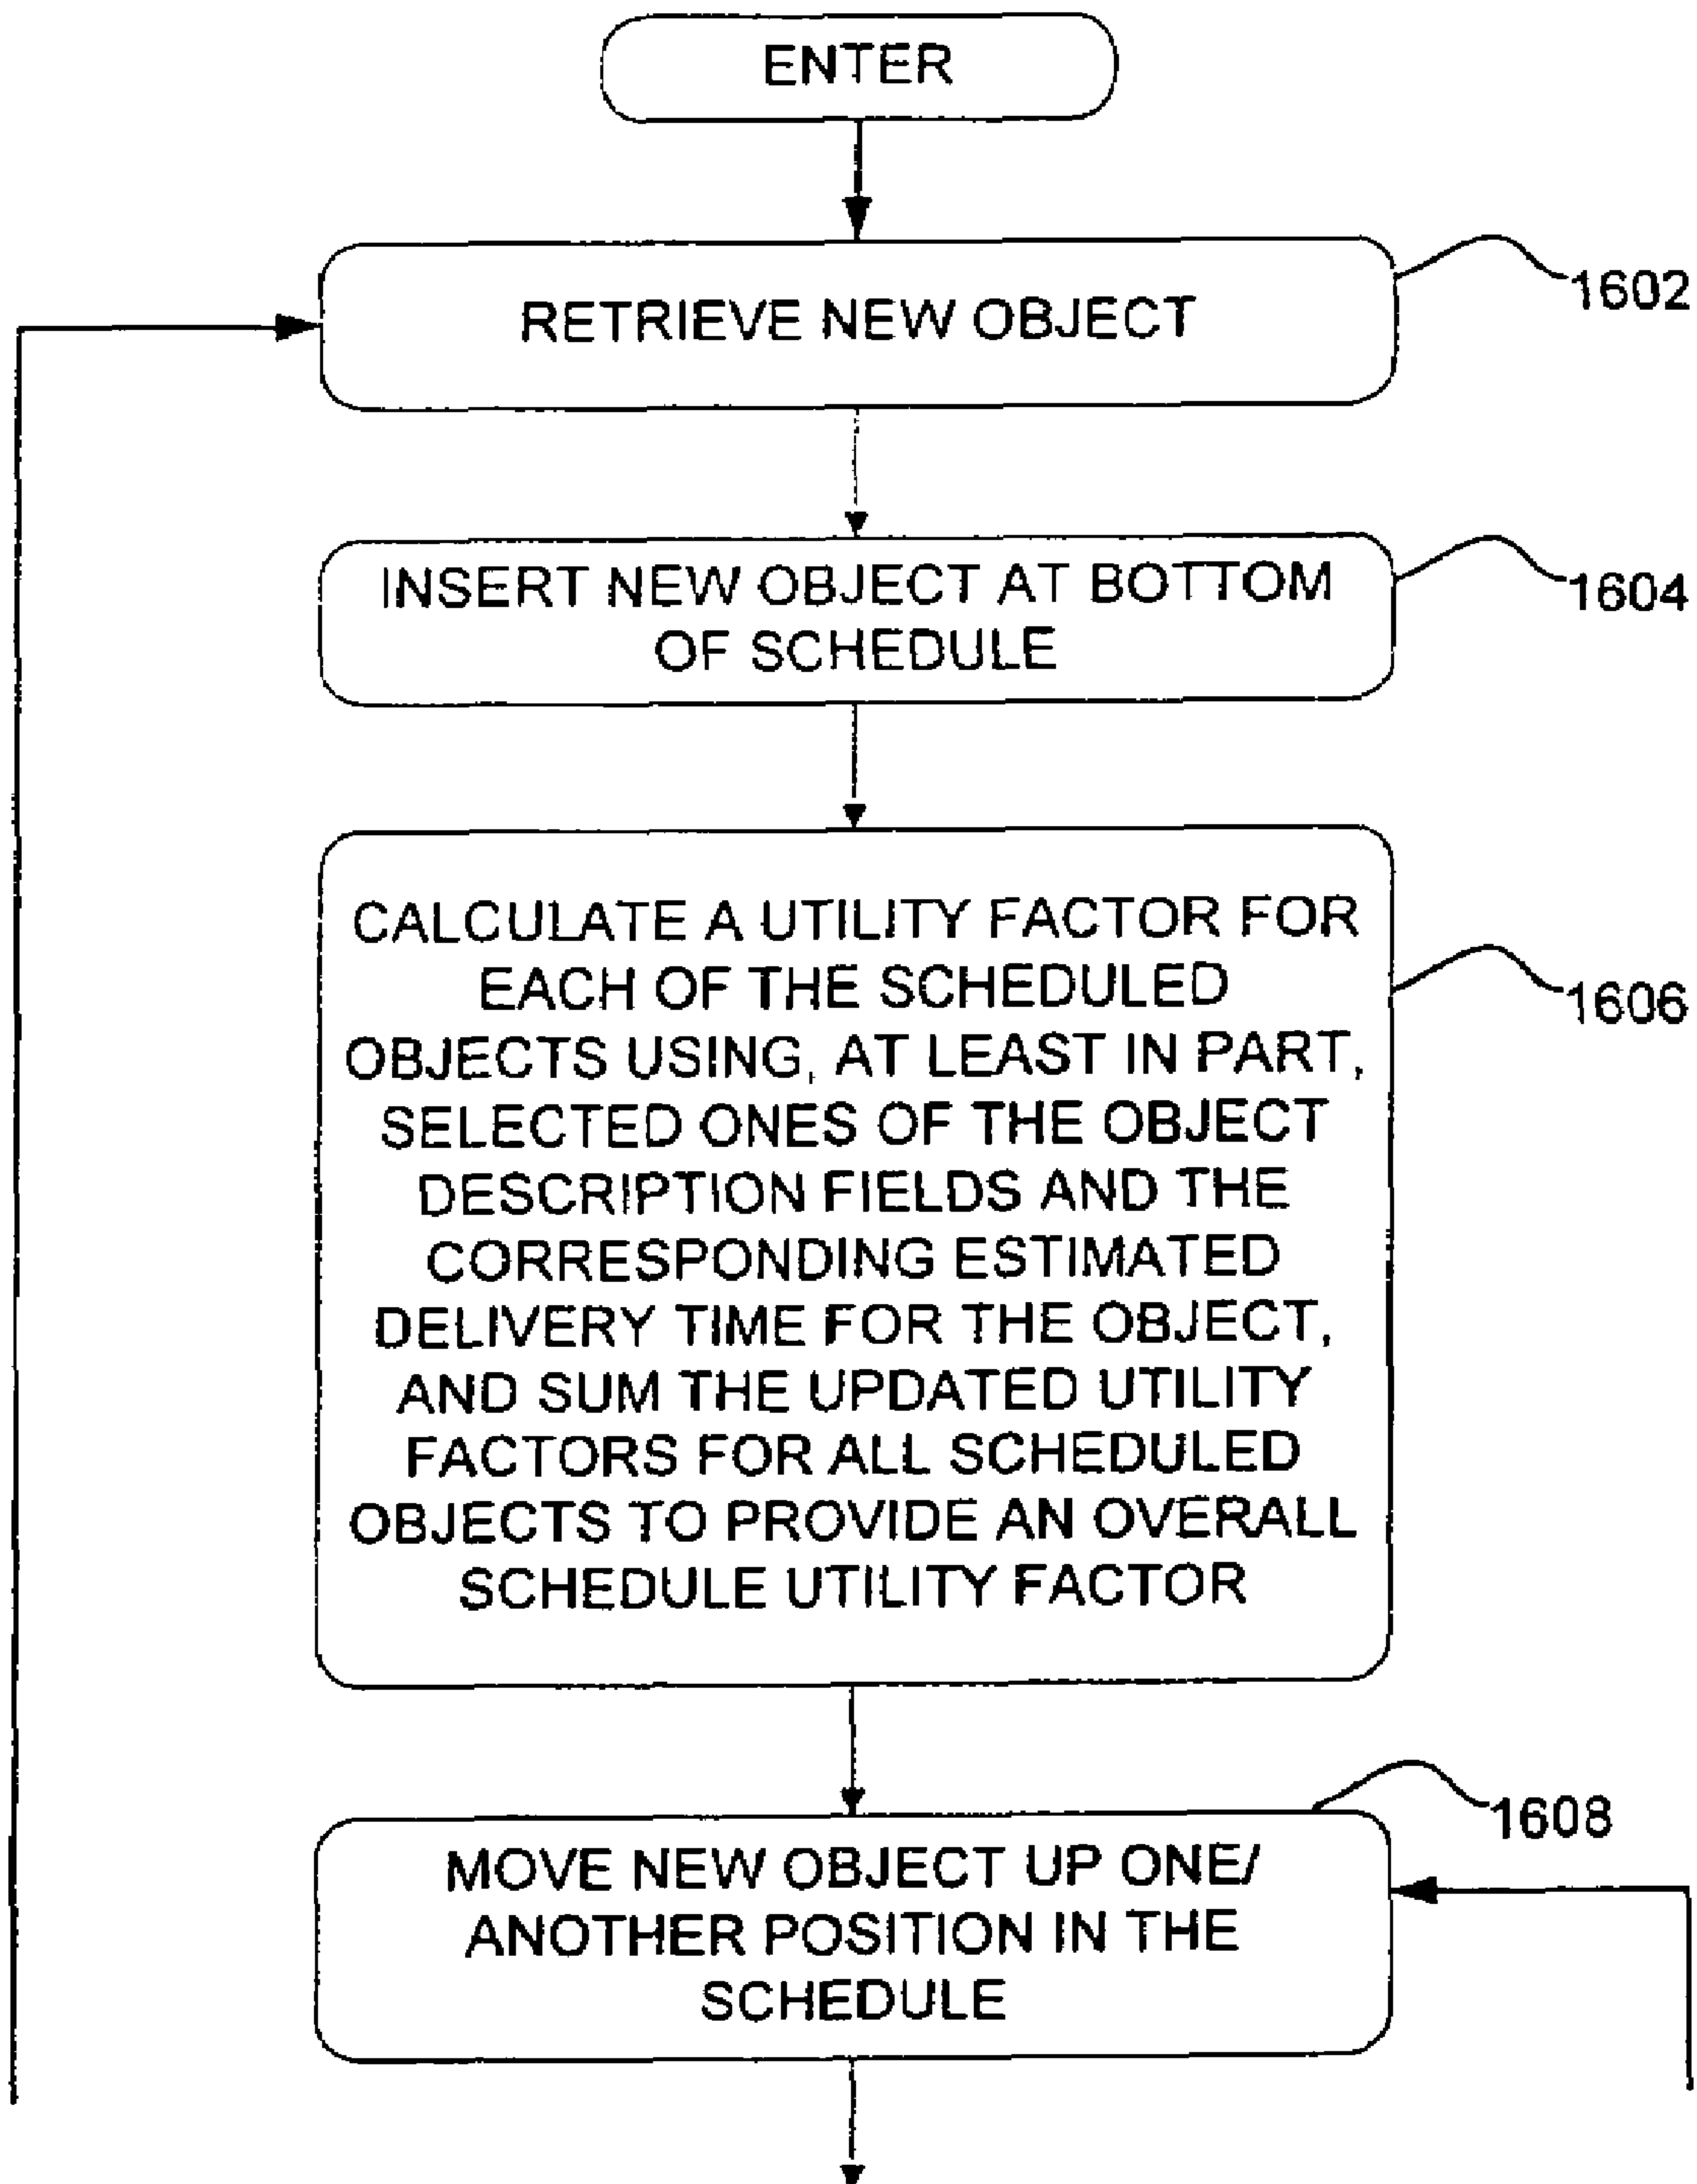 ENTER
RETRIEVE NEW OBJECT
1602
INSERT NEW OBJECT AT BOTTOM
OF SCHEDULE
1604
CALCULATE A UTILITY FACTOR FOR
EACH OF THE SCHEDULED
OBJECTS USING, AT LEAST IN PART,
SELECTED ONES OF THE OBJECT
DESCRIPTION FIELDS AND THE
CORRESPONDING ESTIMATED
DELIVERY TIME FOR THE OBJECT,
AND SUM THE UPDATED UTILITY
FACTORS FOR ALL SCHEDULED
OBJECTS TO PROVIDE AN OVERALL
SCHEDULE UTILITY FACTOR
1606
MOVE NEW OBJECT UP ONE/
ANOTHER POSITION IN THE
SCHEDULE
1608